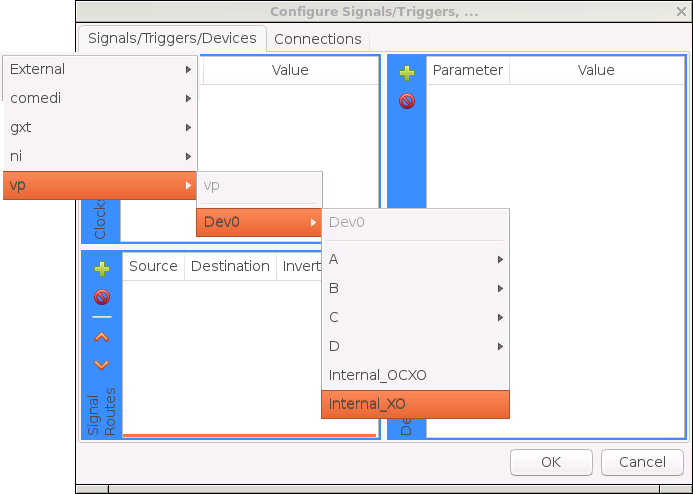 Configure Signals/Triggers, ...
Signals/Triggers/Devices
Connections
Value
Parameter
Value
External
comedi
gxt
ni
vp
vp
Dev0
Dev0
A
B
C
D
Internal_OCXO
Internal_XO
Clocks
Source
Destination
Invert
Signal
Routes
De
OK
Cancel